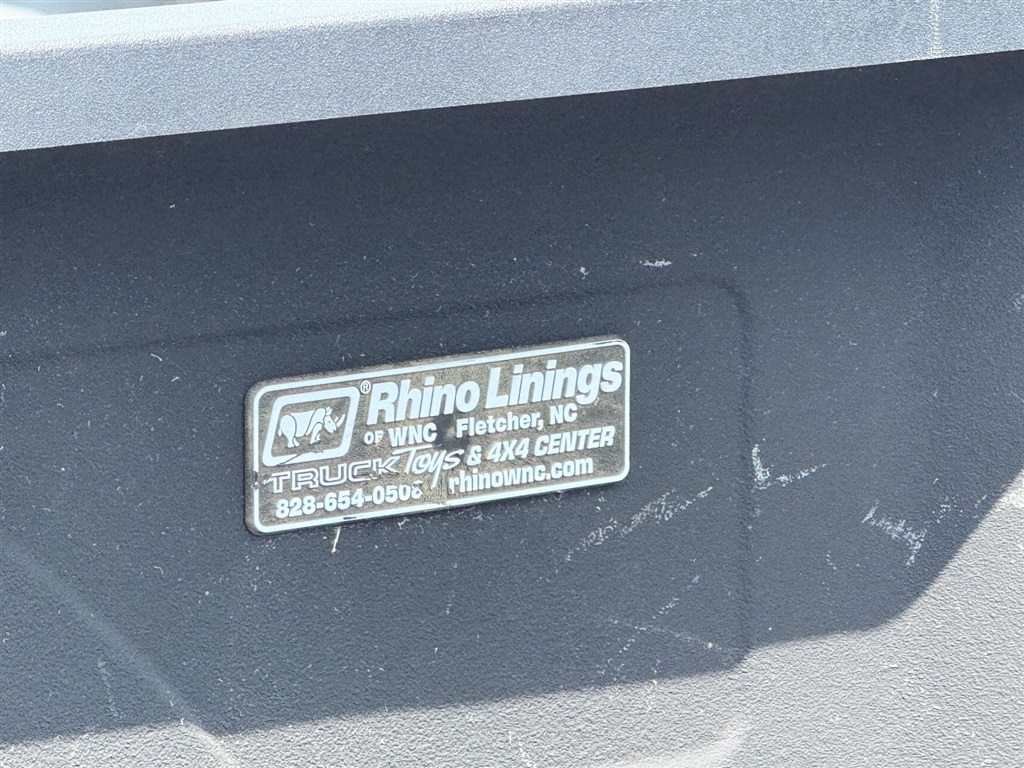 ® Rhino Linings
OF WNC Fletcher, NC
TRUCK Toys & 4X4 CENTER
828-654-0508 rhinownc.com